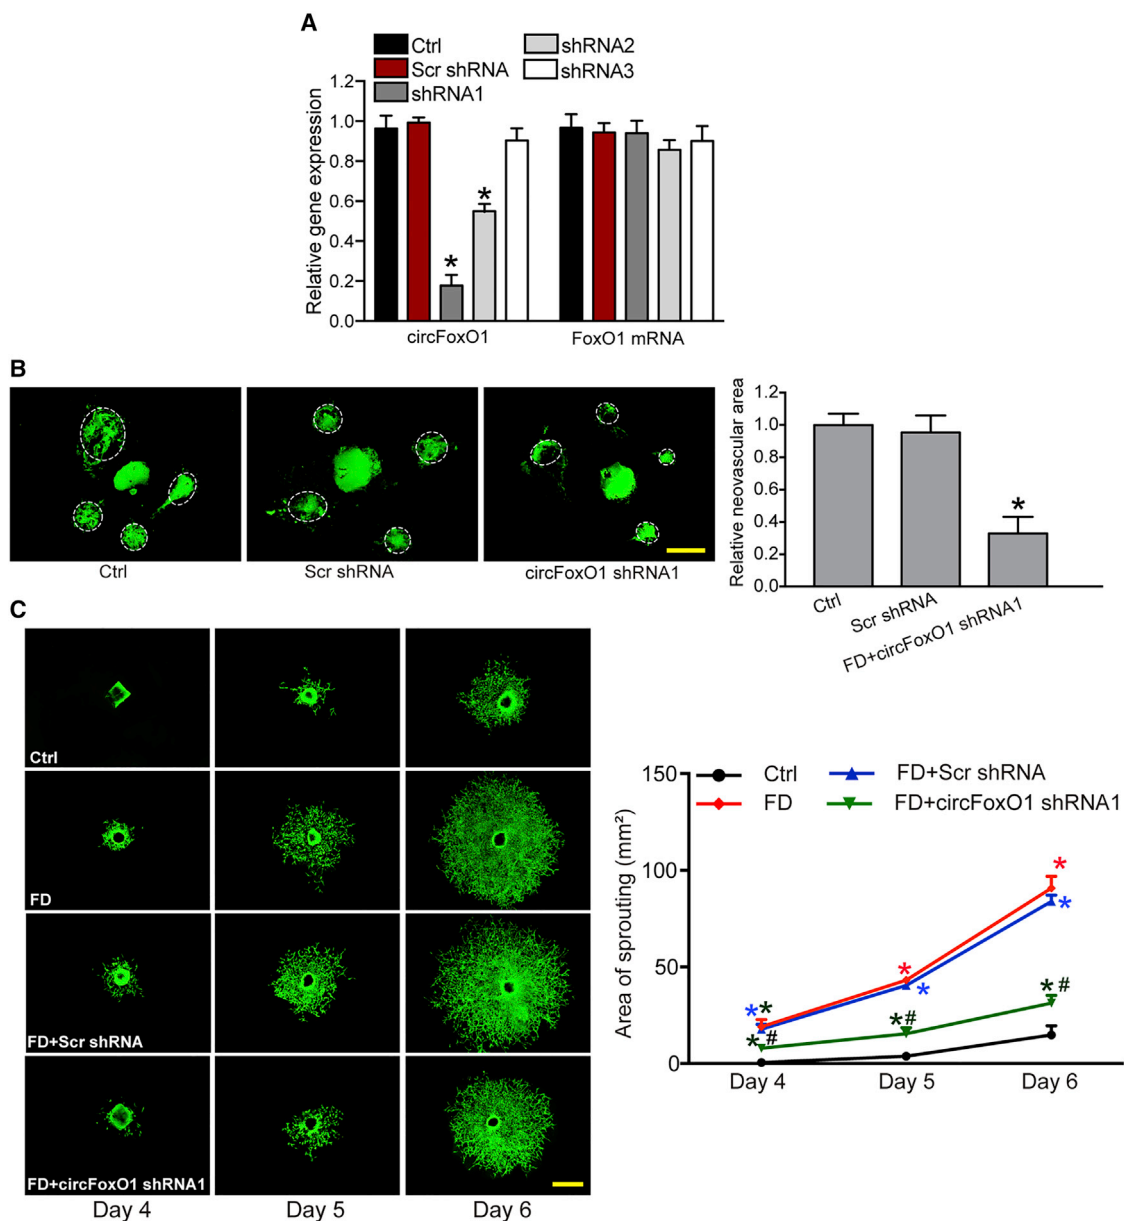 A
Ctrl
Scr shRNA
shRNA1
shRNA2
shRNA3
Relative gene expression
1.2
1.0
0.8
0.6
0.4
0.2
0.0
*
*
circFoxO1
FoxO1 mRNA
B
Ctrl
Scr shRNA
circFoxO1 shRNA1
Relative neovascular area
1.2
1.0
0.8
0.6
0.4
0.2
0.0
*
Ctrl
Scr shRNA
FD+circFoxO1 shRNA1
C
Ctrl
FD
FD+Scr shRNA
FD+circFoxO1 shRNA1
Day 4
Day 5
Day 6
Ctrl
FD
FD+Scr shRNA
FD+circFoxO1 shRNA1
Area of sprouting (mm²)
150
100
50
0
*
*
*
*
* #
* #
* *
* #
Day 4
Day 5
Day 6